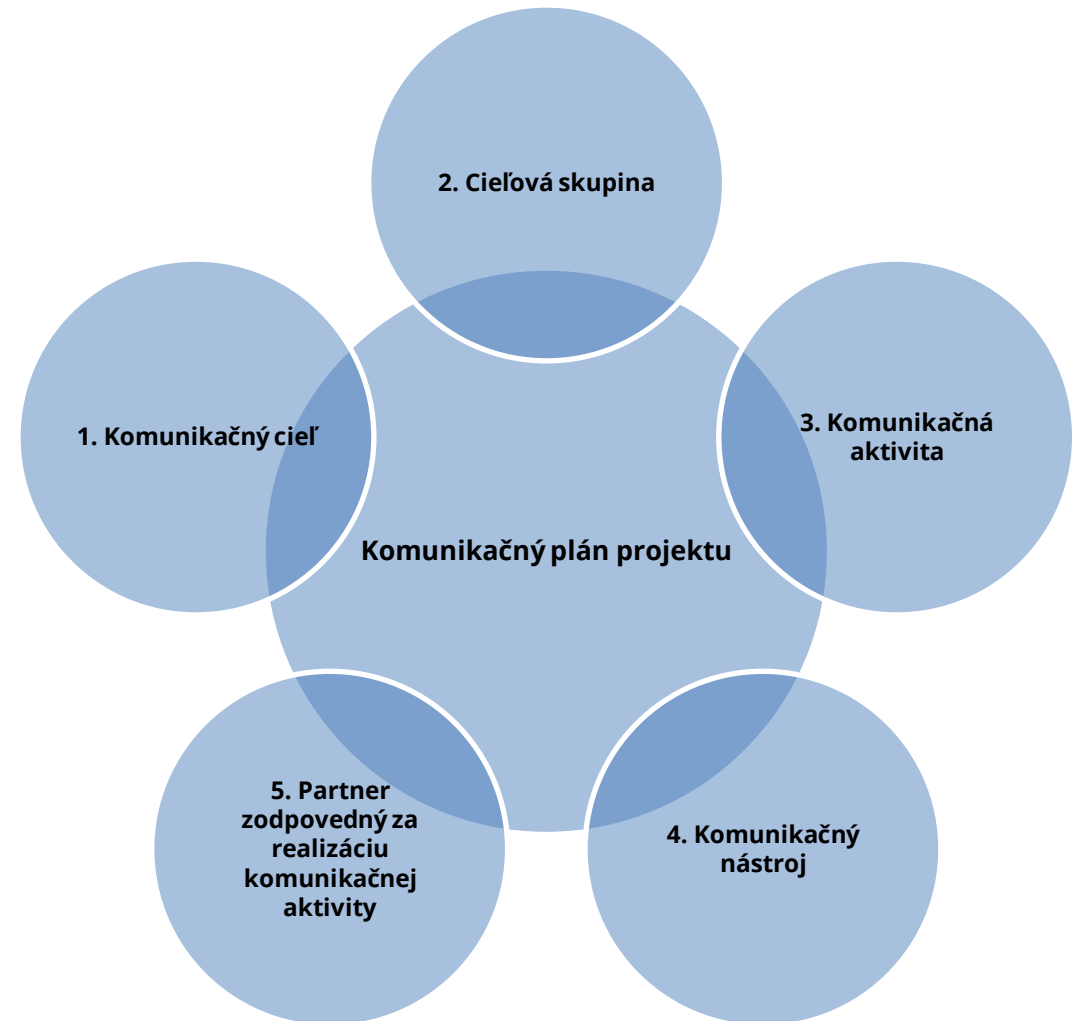 2. Cieľová skupina
1. Komunikačný cieľ
3. Komunikačná
aktivita
Komunikačný plán projektu
5. Partner
zodpovedný za
realizáciu
komunikačnej
aktivity
4. Komunikačný
nástroj